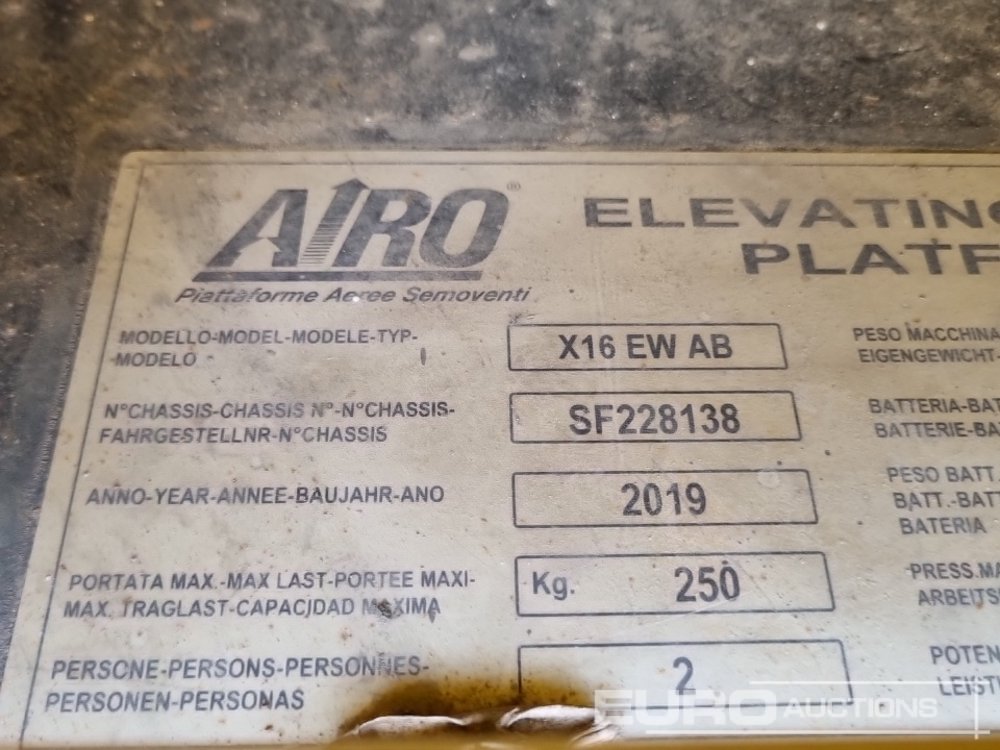 AIRO®
Piattaforme Aeree Semoventi
ELEVATING
PLATF
MODELLO-MODEL-MODELE-TYP-
MODELO
X16 EW AB
PESO MACCHINA
EIGENGEWICHT-
N°CHASSIS-CHASSIS N°-N°CHASSIS-
FAHRGESTELLNR-N°CHASSIS
SF228138
BATTERIA-BAT
BATTERIE-BA
ANNO-YEAR-ANNEE-BAUJAHR-ANO
2019
PESO BATT.
BATT.-BAT
BATERIA
PORTATA MAX.-MAX LAST-PORTEE MAXI-
MAX. TRAGLAST-CAPACIDAD MAXIMA
Kg. 250
PRESS.MA
ARBEITS
PERSONE-PERSONS-PERSONNES-
PERSONEN-PERSONAS
2
POTEN
LEIST
EURO AUCTIONS